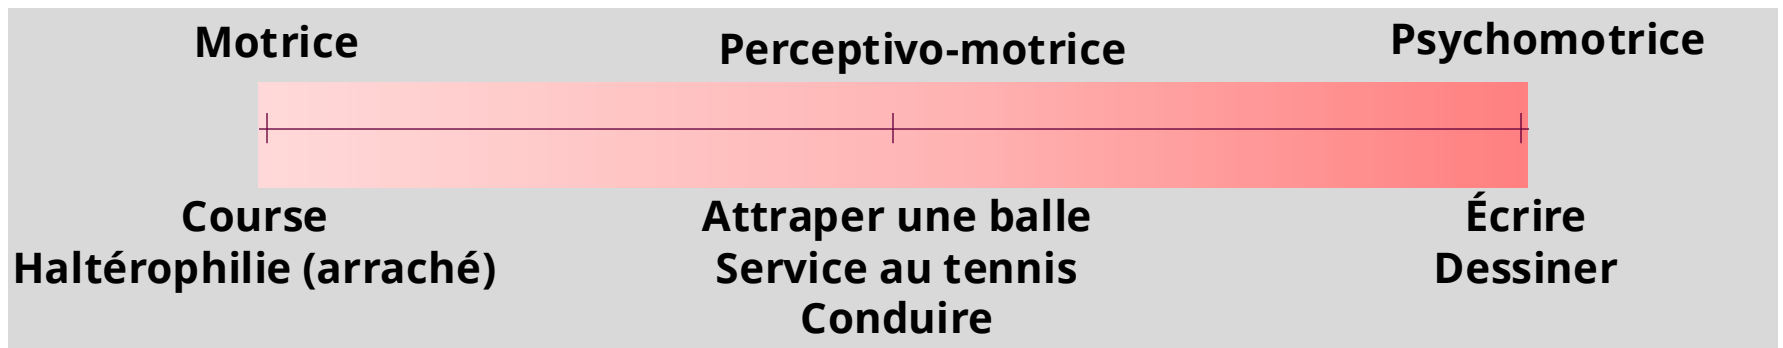 Motrice
Perceptivo-motrice
Psychomotrice
Course
Haltérophilie (arraché)
Attraper une balle
Service au tennis
Conduire
Écrire
Dessiner